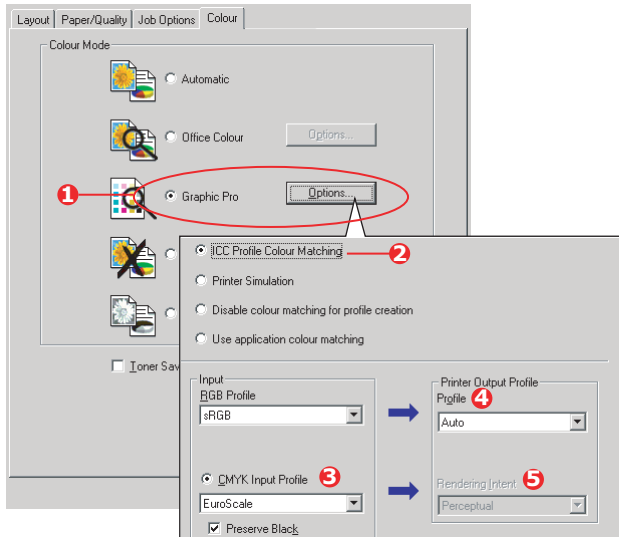 Layout Paper/Quality Job Options Colour
Colour Mode
Automatic
Office Colour Options...
1 Graphic Pro Options...
ICC Profile Colour Matching 2
Printer Simulation
Disable colour matching for profile creation
Use application colour matching
Toner Sav
Input
RGB Profile
sRGB
CMYK Input Profile 3
EuroScale
Preserve Black
Printer Output Profile
Profile 4
Auto
Rendering Intent 5
Perceptual